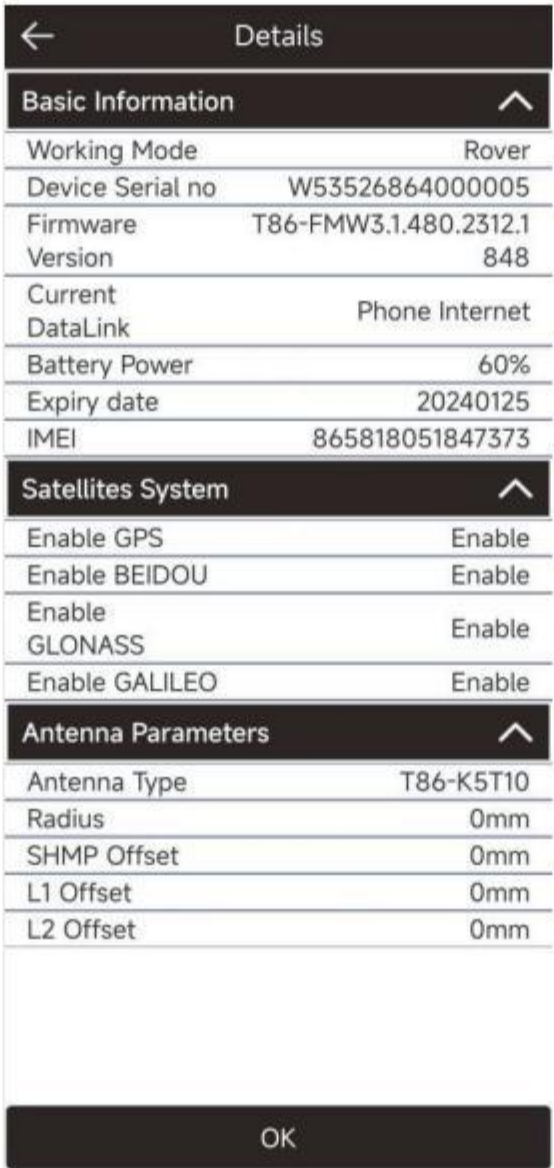 Details
Basic Information
Working Mode Rover
Device Serial no W53526864000005
Firmware T86-FMW3.1.480.2312.1
Version 848
Current
DataLink Phone Internet
Battery Power 60%
Expiry date 20240125
IMEI 865818051847373
Satellites System
Enable GPS Enable
Enable BEIDOU Enable
Enable
GLONASS Enable
Enable GALILEO Enable
Antenna Parameters
Antenna Type T86-K5T10
Radius 0mm
SHMP Offset 0mm
L1 Offset 0mm
L2 Offset 0mm
OK